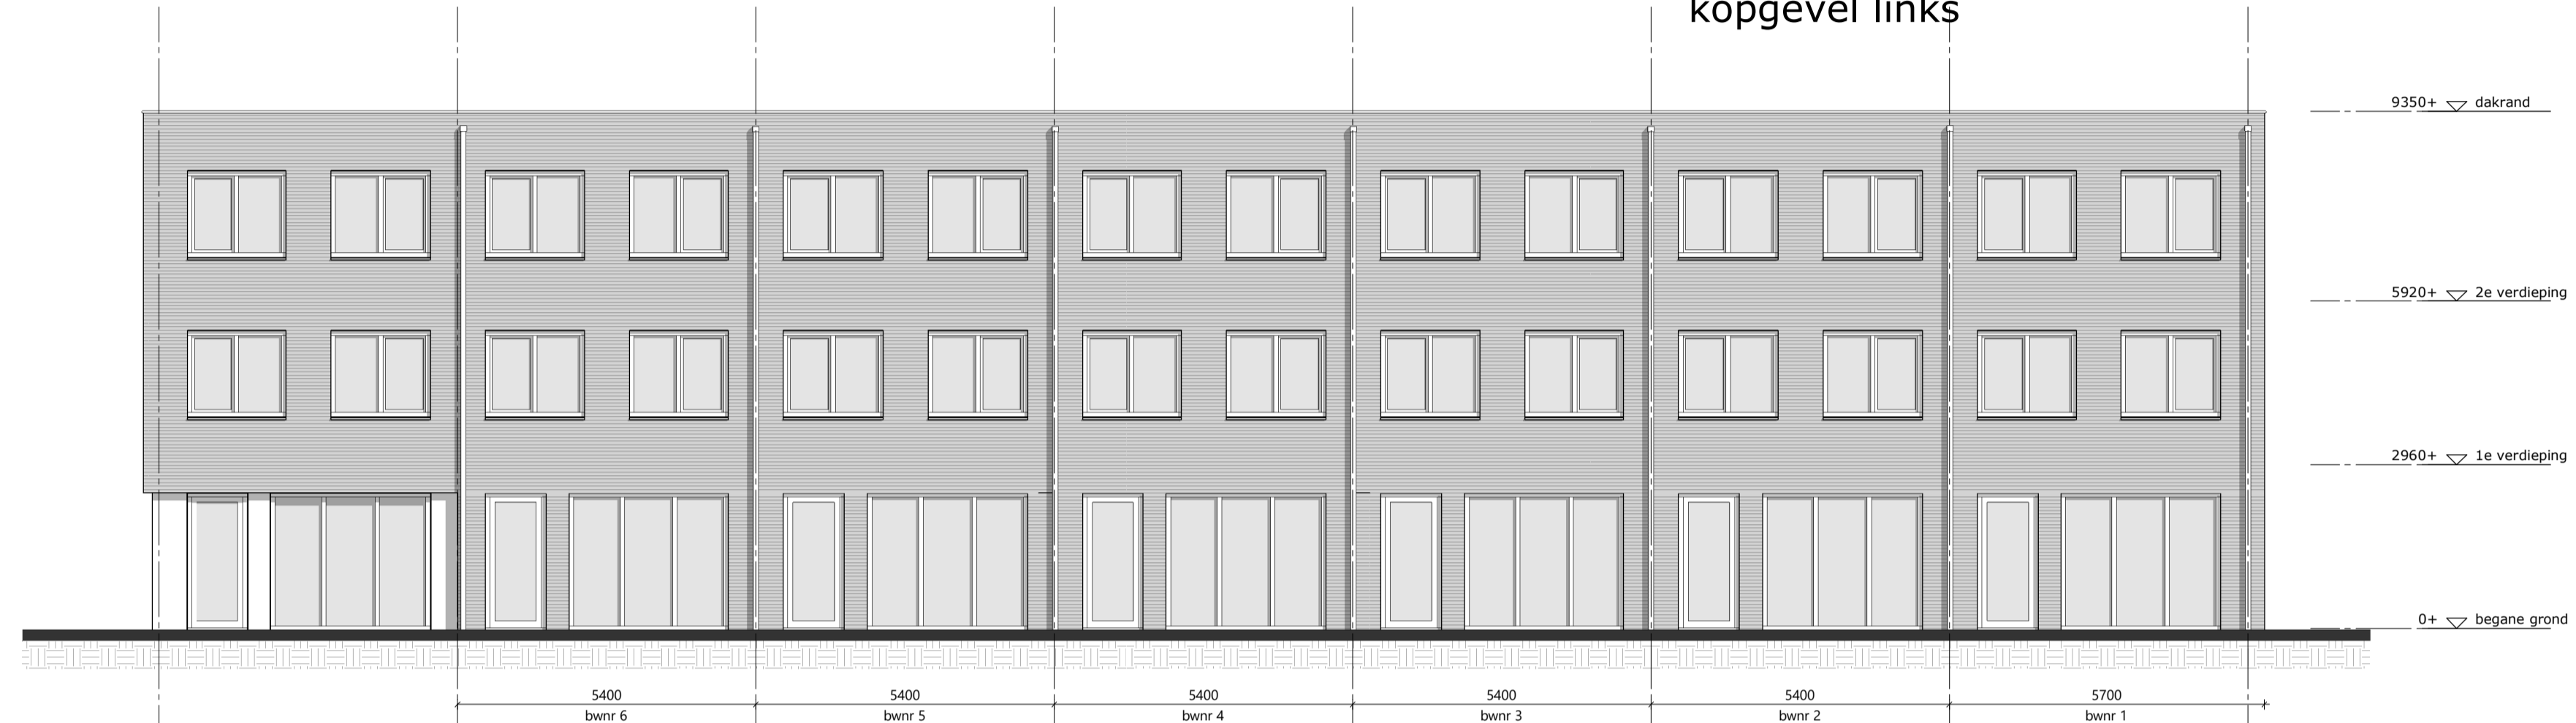 kopgevel links
9350+ dakrand
5920+ 2e verdieping
2960+ 1e verdieping
0+ begane grond
5400 5400 5400 5400 5400 5700
bwnr 6 bwnr 5 bwnr 4 bwnr 3 bwnr 2 bwnr 1